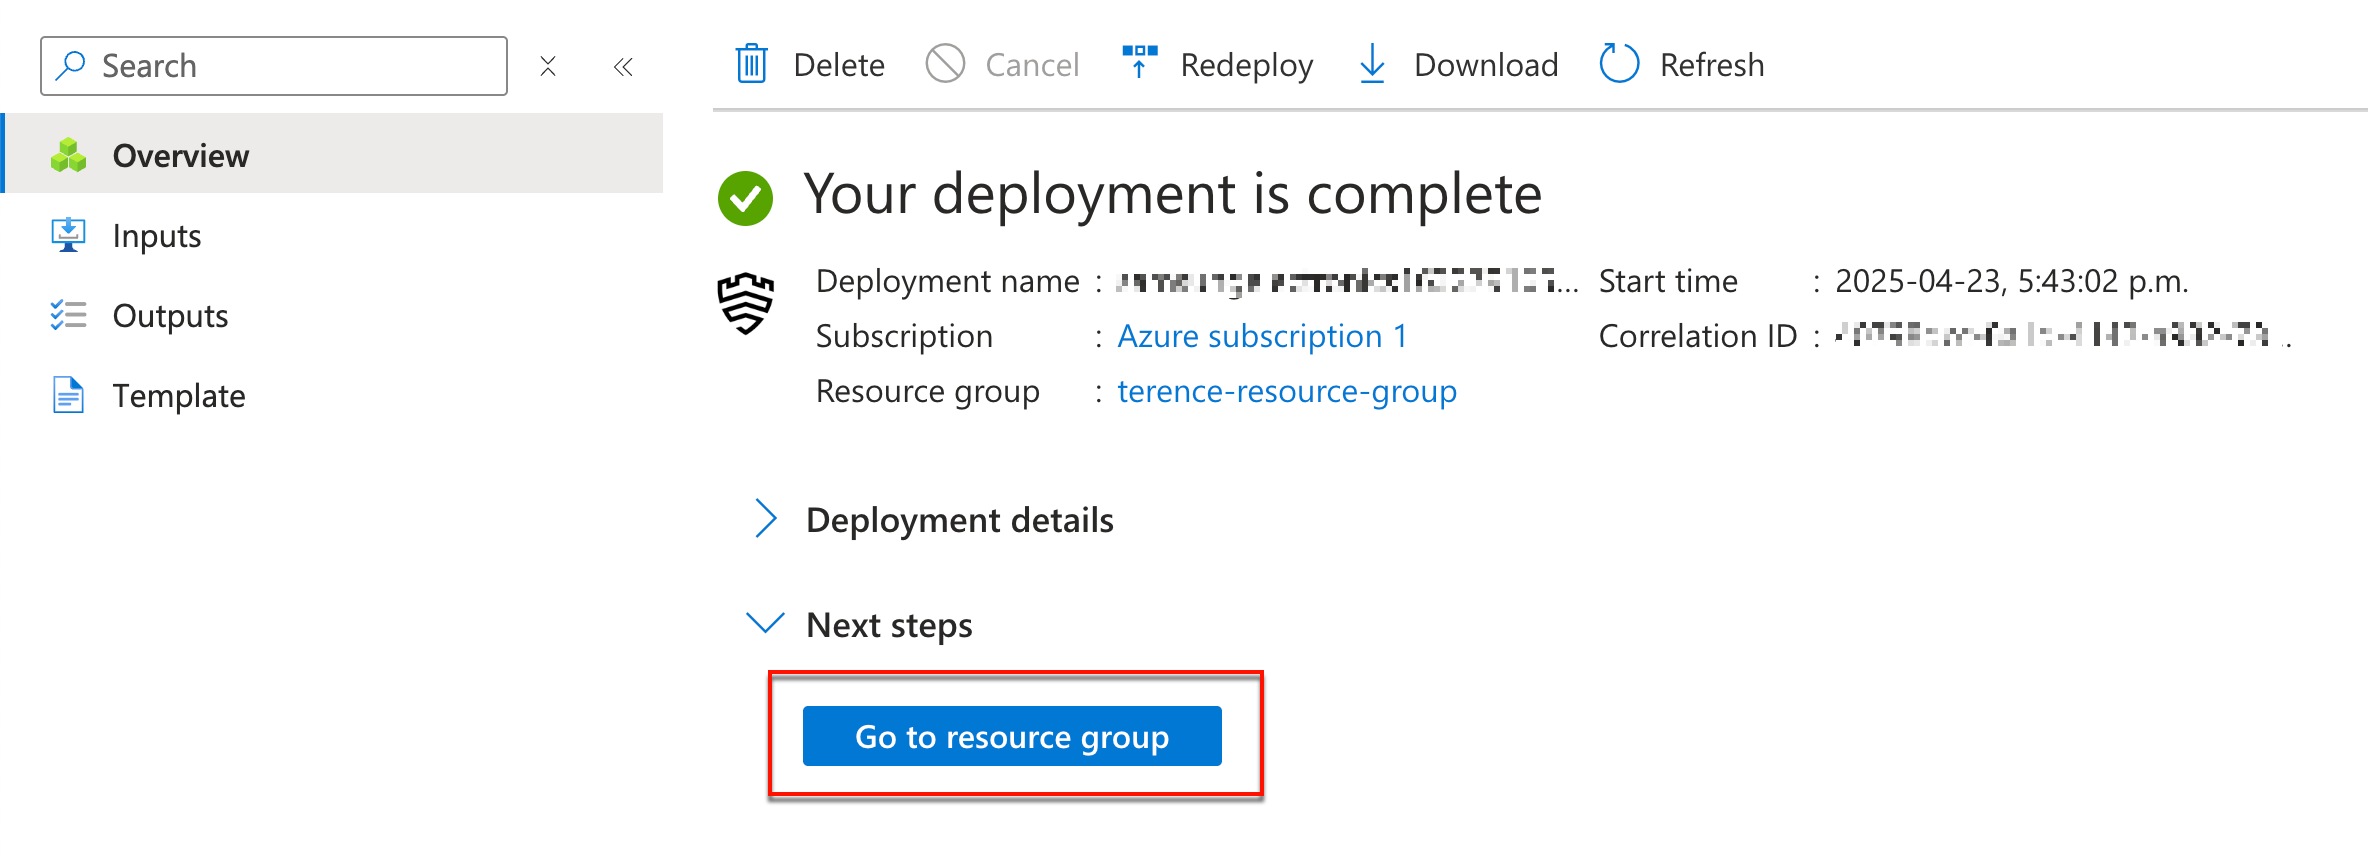 Search
Delete
Cancel
Redeploy
Download
Refresh
Overview
Inputs
Outputs
Template
Your deployment is complete
Deployment name :
Start time : 2025-04-23, 5:43:02 p.m.
Subscription : Azure subscription 1
Correlation ID :
Resource group : terence-resource-group
Deployment details
Next steps
Go to resource group